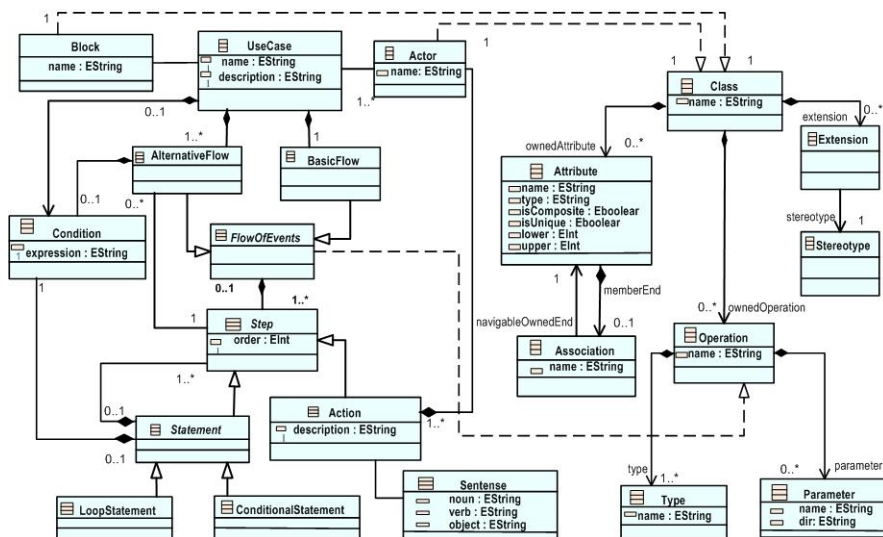 1
1
1
1
Block
name : EString
UseCase
name : EString
description : EString
Actor
name: EString
Class
name : EString
0..1
1..*
1
1..*
ownedAttribute
0..*
extension
0..*
AlternativeFlow
BasicFlow
Attribute
name : EString
type : EString
isComposite : Eboolear
isUnique : Eboolear
lower : EInt
upper : EInt
Extension
0..1
0..*
Condition
expression : EString
1
FlowOfEvents
stereotype
1
Stereotype
1
0..1
1..*
1
memberEnd
navigableOwnedEnd
0..1
0..*
ownedOperation
1
Step
order : EInt
Association
name : EString
Operation
name : EString
1..*
0..1
Statement
0..1
Action
description : EString
1..*
type
1..*
0..*
parameter
LoopStatement
ConditionalStatement
Sentense
noun : EString
verb : EString
object : EString
Type
name : EString
Parameter
name : EString
dir: EString